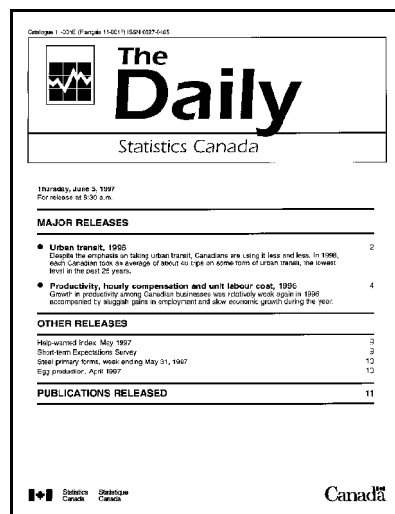 Catalogue 11-001E (Français 11-001F) ISSN 0827-0465
The
Daily
Statistics Canada
Thursday, June 5, 1997
For release at 8:30 a.m.
MAJOR RELEASES
● Urban transit, 1996 2
Despite the emphasis on taking urban transit, Canadians are using it less and less. In 1996,
each Canadian took an average of about 48 trips on some form of urban transit, the lowest
level in the past 25 years.
● Productivity, hourly compensation and unit labour cost, 1996 4
Growth in productivity among Canadian businesses was relatively weak again in 1996
accompanied by sluggish gains in employment and slow economic growth during the year.
OTHER RELEASES
Help-wanted Index, May 1997 9
Short-term Expectations Survey 9
Steel primary forms, week ending May 31, 1997 10
Egg production, April 1997 10
PUBLICATIONS RELEASED 11
Statistics Statistique
Canada Canada
Canada